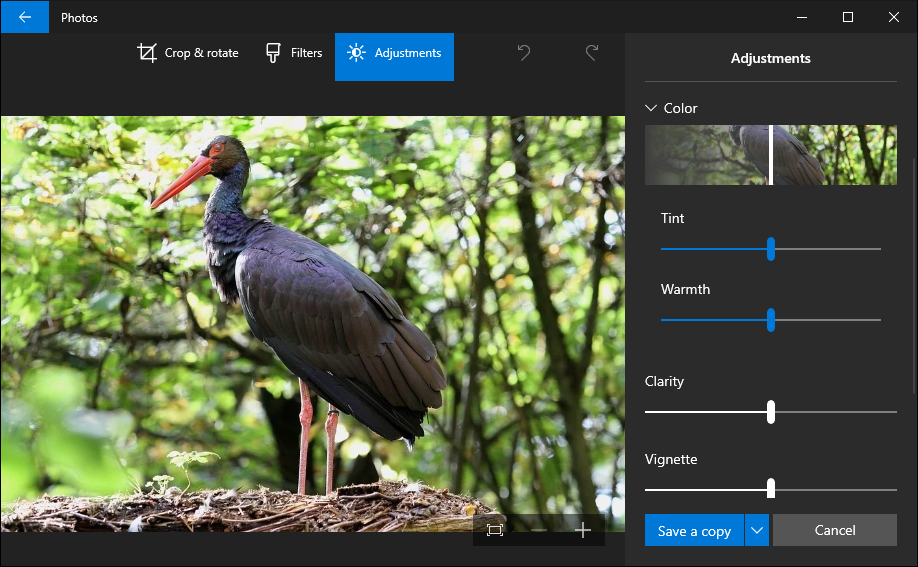 Photos
Crop & rotate
Filters
Adjustments
Adjustments
Color
Tint
Warmth
Clarity
Vignette
Save a copy
Cancel